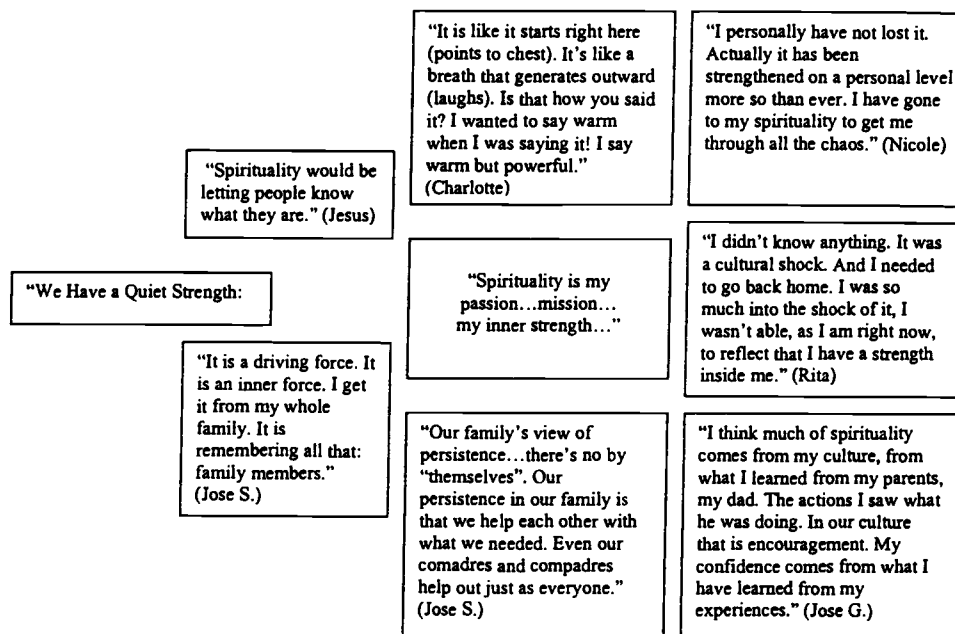 “We Have a Quiet Strength:
“Spirituality would be
letting people know
what they are.” (Jesus)
“It is a driving force. It
is an inner force. I get
it from my whole
family. It is
remembering all that:
family members.”
(Jose S.)
“It is like it starts right here
(points to chest). It’s like a
breath that generates outward
(laughs). Is that how you said
it? I wanted to say warm
when I was saying it! I say
warm but powerful.”
(Charlotte)
“Spirituality is my
passion…mission…
my inner strength…”
“Our family’s view of
persistence…there’s no by
“themselves”. Our
persistence in our family is
that we help each other with
what we needed. Even our
comadres and compadres
help out just as everyone.”
(Jose S.)
“I personally have not lost it.
Actually it has been
strengthened on a personal level
more so than ever. I have gone
to my spirituality to get me
through all the chaos.” (Nicole)
“I didn’t know anything. It was
a cultural shock. And I needed
to go back home. I was so
much into the shock of it, I
wasn’t able, as I am right now,
to reflect that I have a strength
inside me.” (Rita)
“I think much of spirituality
comes from my culture, from
what I learned from my parents,
my dad. The actions I saw what
he was doing. In our culture
that is encouragement. My
confidence comes from what I
have learned from my
experiences.” (Jose G.)